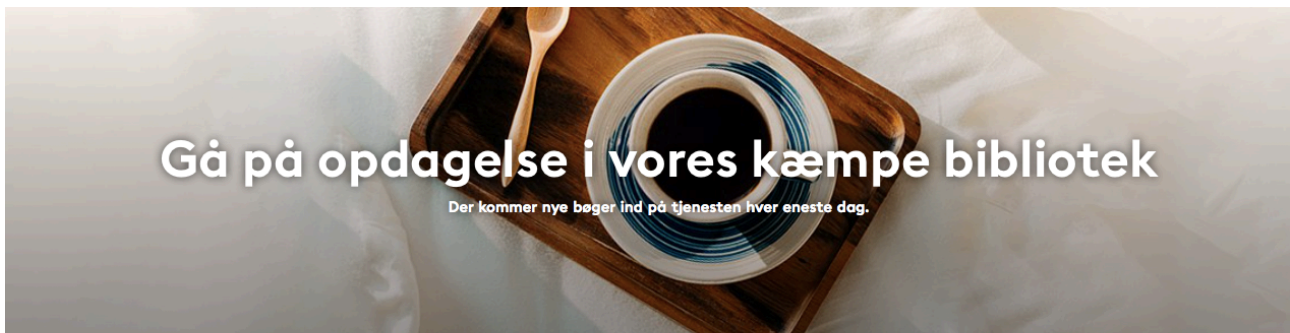 Gå på opdagelse i vores kæmpe bibliotek
Der kommer nye bøger ind på tjenesten hver eneste dag.